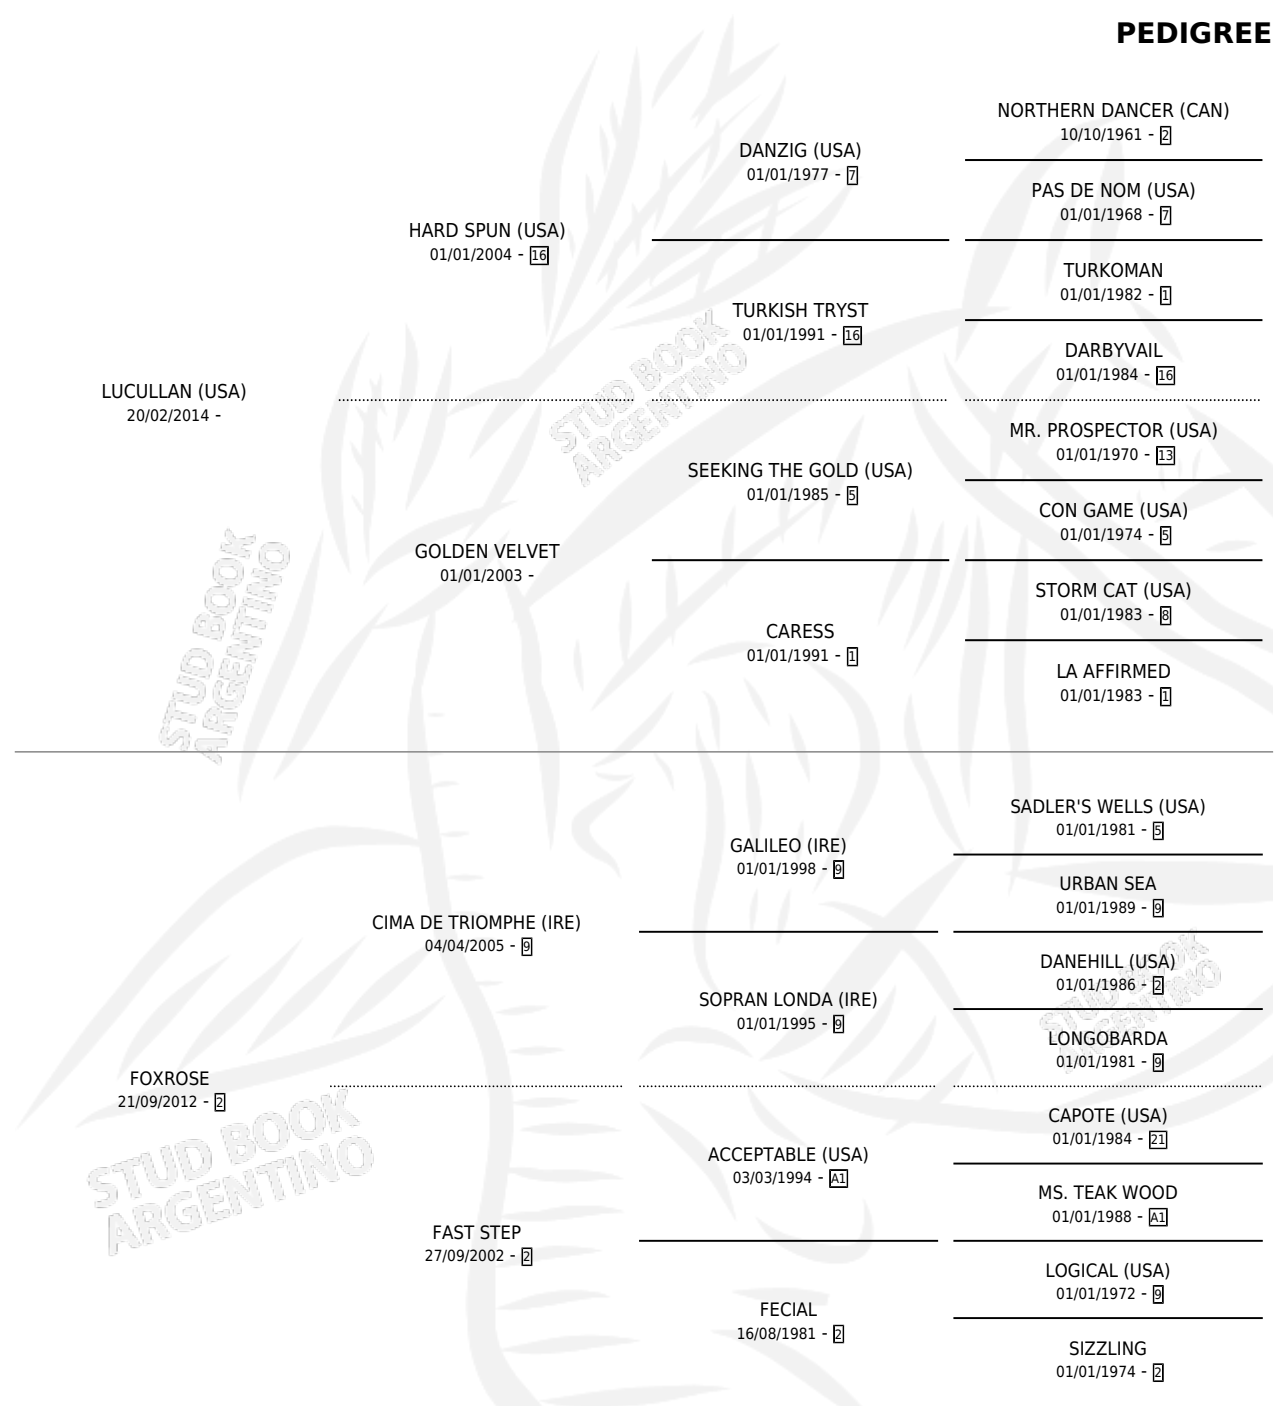 PEDIGREE
NORTHERN DANCER (CAN)
10/10/1961 - 2
DANZIG (USA)
01/01/1977 - 7
PAS DE NOM (USA)
01/01/1968 - 7
HARD SPUN (USA)
01/01/2004 - 16
TURKOMAN
01/01/1982 - 1
TURKISH TRYST
01/01/1991 - 16
DARBYVAIL
01/01/1984 - 16
LUCULLAN (USA)
20/02/2014 -
MR. PROSPECTOR (USA)
01/01/1970 - 13
SEEKING THE GOLD (USA)
01/01/1985 - 5
CON GAME (USA)
01/01/1974 - 5
GOLDEN VELVET
01/01/2003 -
STORM CAT (USA)
01/01/1983 - 8
CARESS
01/01/1991 - 1
LA AFFIRMED
01/01/1983 - 1
SADLER'S WELLS (USA)
01/01/1981 - 5
GALILEO (IRE)
01/01/1998 - 9
URBAN SEA
01/01/1989 - 9
CIMA DE TRIOMPHE (IRE)
04/04/2005 - 9
DANEHILL (USA)
01/01/1986 - 2
SOPRAN LONDA (IRE)
01/01/1995 - 9
LONGOBARDA
01/01/1981 - 9
FOXROSE
21/09/2012 - 2
CAPOTE (USA)
01/01/1984 - 21
ACCEPTABLE (USA)
03/03/1994 - A1
MS. TEAK WOOD
01/01/1988 - A1
FAST STEP
27/09/2002 - 2
LOGICAL (USA)
01/01/1972 - 9
FECIAL
16/08/1981 - 2
SIZZLING
01/01/1974 - 2
STUD BOOK
ARGENTINO
STUD BOOK
ARGENTINO
STUD BOOK
ARGENTINO
STUD BOOK
ARGENTINO